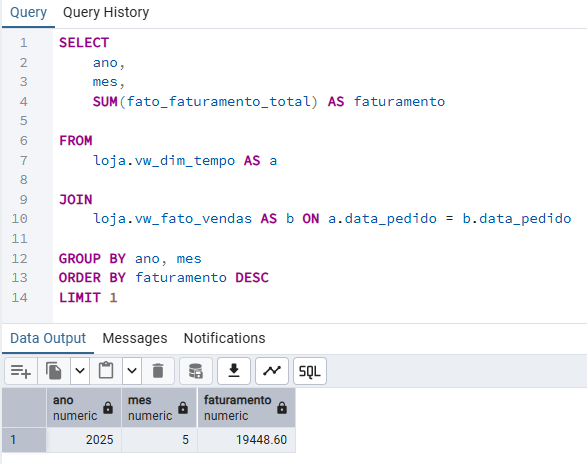 Query Query History
1 SELECT
2 ano,
3 mes,
4 SUM(fato_faturamento_total) AS faturamento
5
6 FROM
7 loja.vw_dim_tempo AS a
8
9 JOIN
10 loja.vw_fato_vendas AS b ON a.data_pedido = b.data_pedido
11
12 GROUP BY ano, mes
13 ORDER BY faturamento DESC
14 LIMIT 1
Data Output Messages Notifications
SQL
ano mes faturamento
numeric numeric numeric
1 2025 5 19448.60